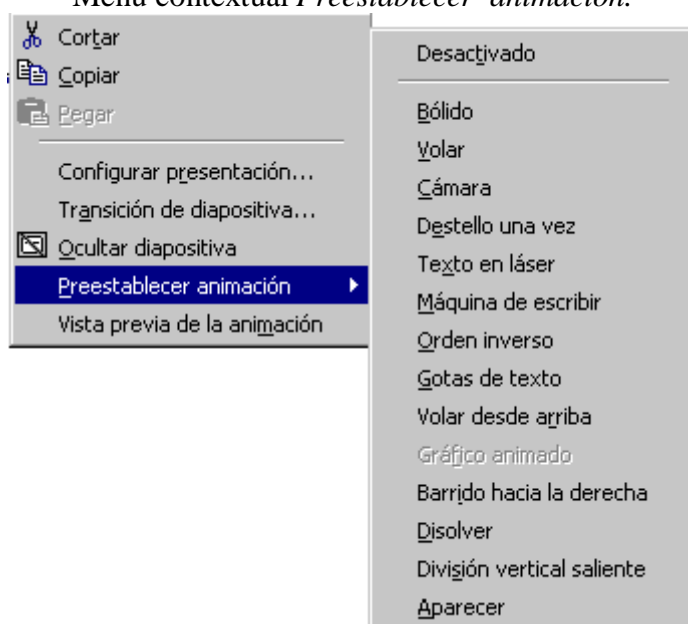 Menú contextual Preestablecer animación.
Cortar
Copiar
Pegar
Configurar presentación...
Transición de diapositiva...
Ocultar diapositiva
Preestablecer animación
Vista previa de la animación
Desactivado
Bólido
Volar
Cámara
Destello una vez
Texto en láser
Máquina de escribir
Orden inverso
Gotas de texto
Volar desde arriba
Gráfico animado
Barrido hacia la derecha
Disolver
División vertical saliente
Aparecer